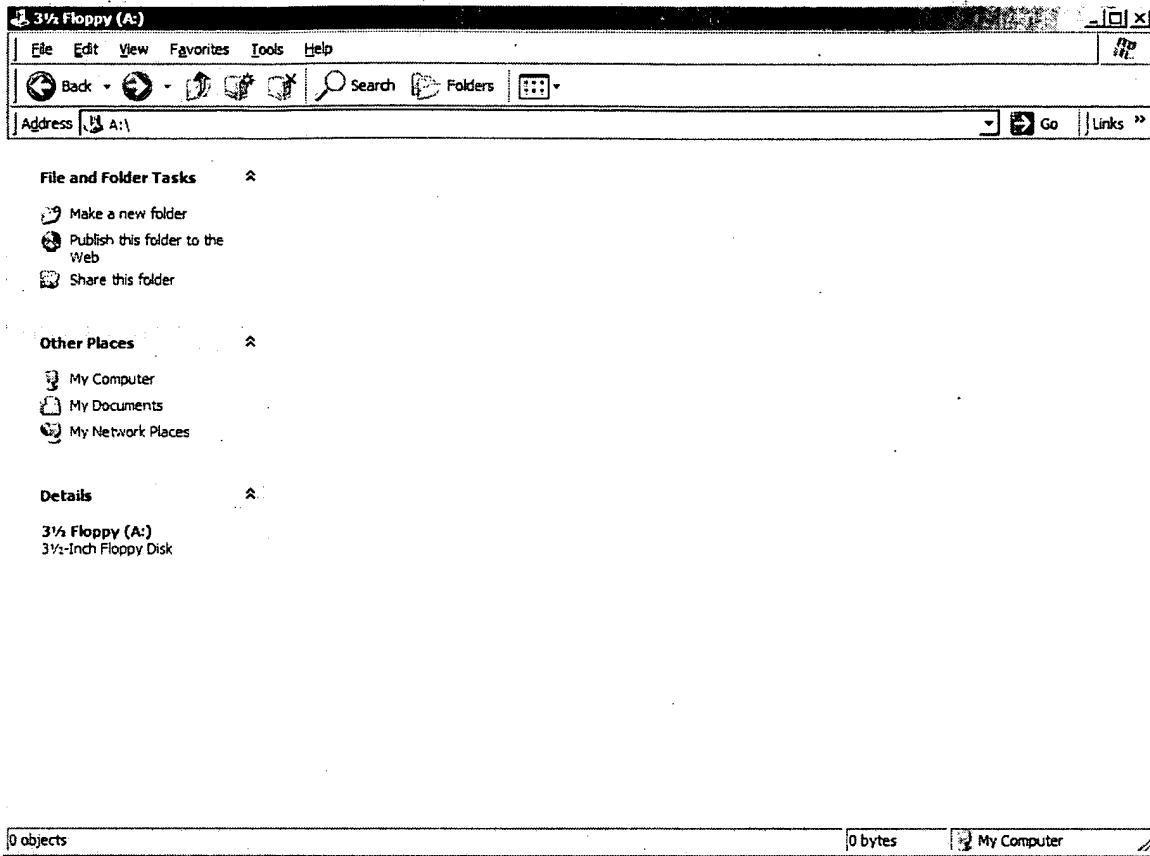 3½ Floppy (A:)
File Edit View Favorites Tools Help
Back Search Folders
Address A:\ Go Links »
File and Folder Tasks
Make a new folder
Publish this folder to the
Web
Share this folder
Other Places
My Computer
My Documents
My Network Places
Details
3½ Floppy (A:)
3½-Inch Floppy Disk
0 objects 0 bytes My Computer